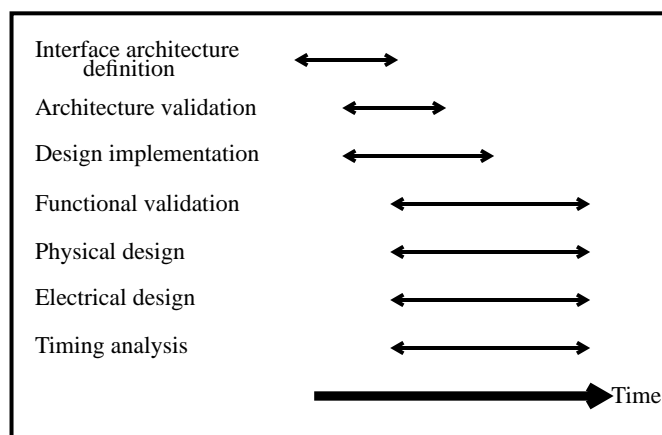 Interface architecture
definition
Architecture validation
Design implementation
Functional validation
Physical design
Electrical design
Timing analysis
Time